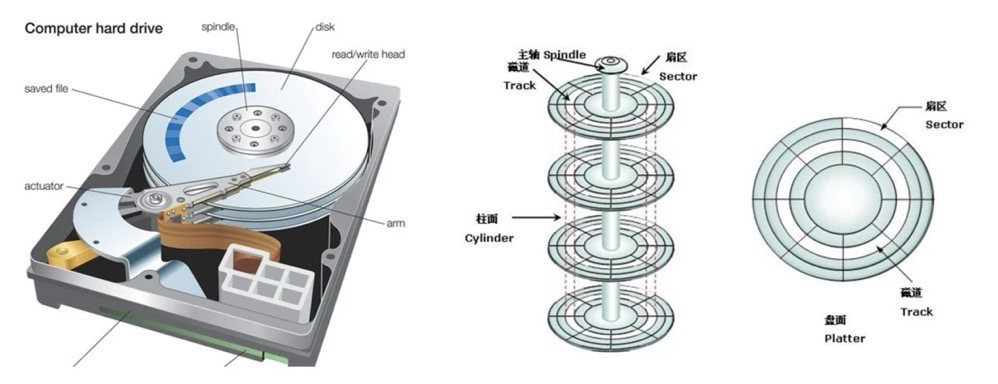 Computer hard drive
spindle
disk
read/write head
saved file
actuator
arm
主轴 Spindle
磁道
Track
扇区
Sector
柱面
Cylinder
扇区
Sector
磁道
Track
盘面
Platter